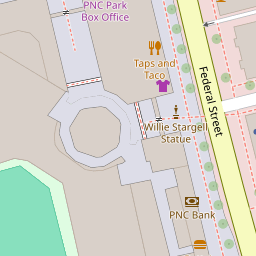 PNC Park
Box Office
Taps and
Taco
Federal Street
Willie Stargell
Statue
PNC Bank